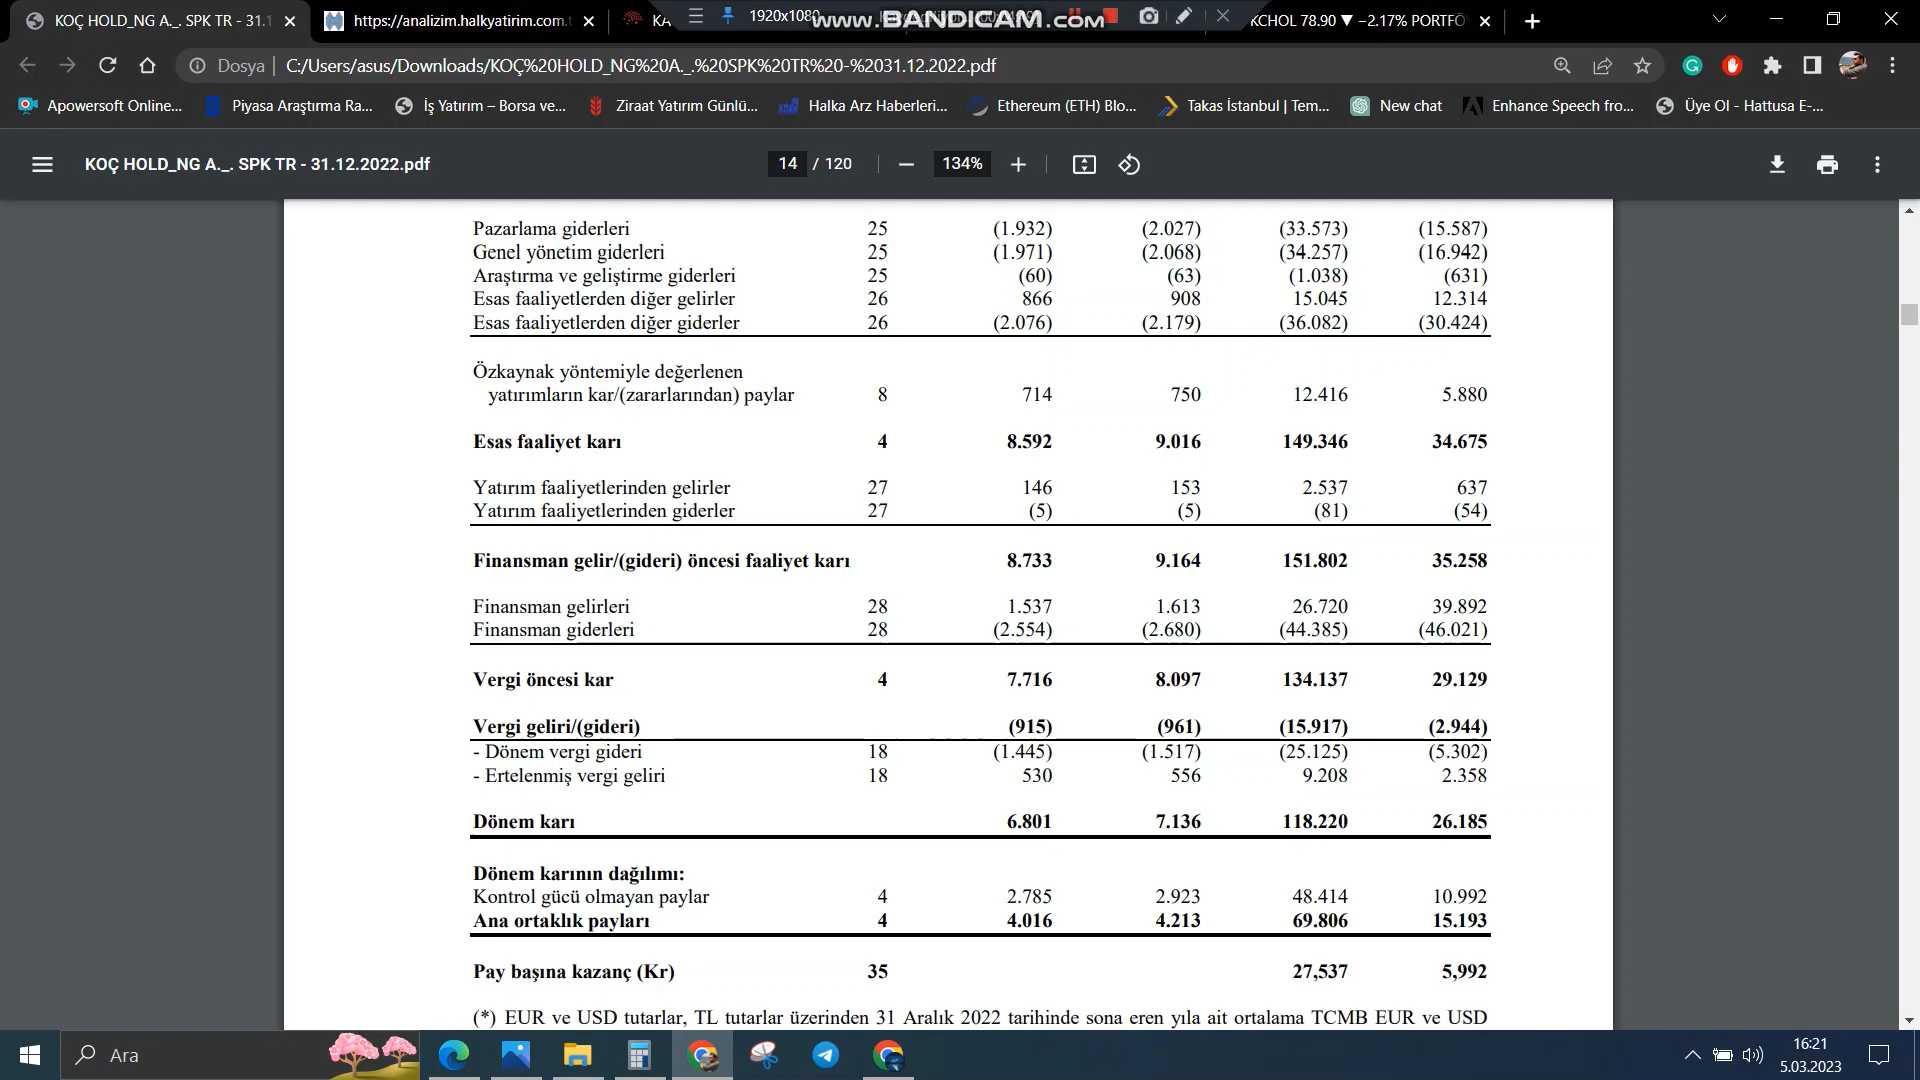 KOÇ HOLD_NG A._. SPK TR - 31.1
https://analizim.halkyatirim.com.t
KA
1920x1080
www.BANDICAM.com
KCHOL 78.90 ▼ −2.17% PORTFÖ
Dosya | C:/Users/asus/Downloads/KOÇ%20HOLD_NG%20A._.%20SPK%20TR%20-%2031.12.2022.pdf
Apowersoft Online... Piyasa Araştırma Ra... İş Yatırım – Borsa ve... Ziraat Yatırım Günlü... Halka Arz Haberleri... Ethereum (ETH) Blo... Takas İstanbul | Tem... New chat Enhance Speech fro... Üye Ol - Hattusa E-...
KOÇ HOLD_NG A._. SPK TR - 31.12.2022.pdf 14 / 120 134%
Pazarlama giderleri 25 (1.932) (2.027) (33.573) (15.587)
Genel yönetim giderleri 25 (1.971) (2.068) (34.257) (16.942)
Araştırma ve geliştirme giderleri 25 (60) (63) (1.038) (631)
Esas faaliyetlerden diğer gelirler 26 866 908 15.045 12.314
Esas faaliyetlerden diğer giderler 26 (2.076) (2.179) (36.082) (30.424)
Özkaynak yöntemiyle değerlenen
yatırımların kar/(zararlarından) paylar 8 714 750 12.416 5.880
Esas faaliyet karı 4 8.592 9.016 149.346 34.675
Yatırım faaliyetlerinden gelirler 27 146 153 2.537 637
Yatırım faaliyetlerinden giderler 27 (5) (5) (81) (54)
Finansman gelir/(gideri) öncesi faaliyet karı 8.733 9.164 151.802 35.258
Finansman gelirleri 28 1.537 1.613 26.720 39.892
Finansman giderleri 28 (2.554) (2.680) (44.385) (46.021)
Vergi öncesi kar 4 7.716 8.097 134.137 29.129
Vergi geliri/(gideri) (915) (961) (15.917) (2.944)
- Dönem vergi gideri 18 (1.445) (1.517) (25.125) (5.302)
- Ertelenmiş vergi geliri 18 530 556 9.208 2.358
Dönem karı 6.801 7.136 118.220 26.185
Dönem karının dağılımı:
Kontrol gücü olmayan paylar 4 2.785 2.923 48.414 10.992
Ana ortaklık payları 4 4.016 4.213 69.806 15.193
Pay başına kazanç (Kr) 35 27,537 5,992
(*) EUR ve USD tutarlar, TL tutarlar üzerinden 31 Aralık 2022 tarihinde sona eren yıla ait ortalama TCMB EUR ve USD
Ara
16:21
5.03.2023